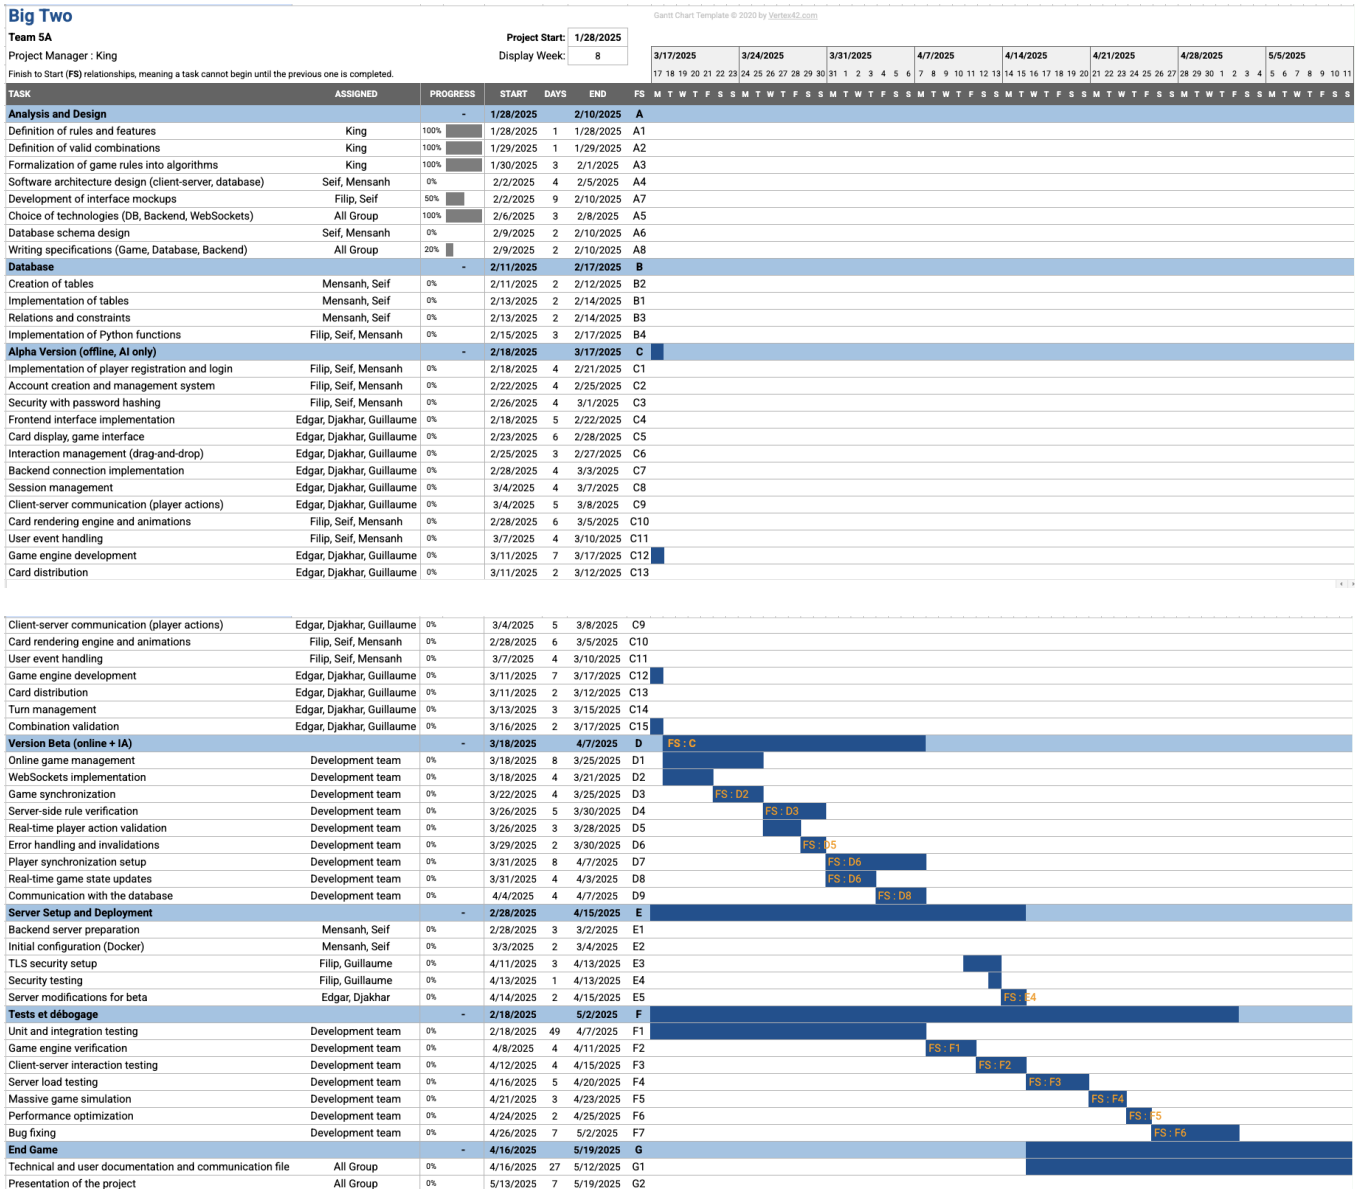 Big Two
Gantt Chart Template © 2020 by Vertex42.com
Team 5A Project Start: 1/28/2025
Project Manager : King Display Week: 8 3/17/2025 3/24/2025 3/31/2025 4/7/2025 4/14/2025 4/21/2025 4/28/2025 5/5/2025
Finish to Start (FS) relationships, meaning a task cannot begin until the previous one is completed. 17 18 19 20 21 22 23 24 25 26 27 28 29 30 31 1 2 3 4 5 6 7 8 9 10 11 12 13 14 15 16 17 18 19 20 21 22 23 24 25 26 27 28 29 30 1 2 3 4 5 6 7 8 9 10 11
TASK ASSIGNED PROGRESS START DAYS END FS M T W T F S S M T W T F S S M T W T F S S M T W T F S S M T W T F S S M T W T F S S M T W T F S S M T W T F S S
Analysis and Design - 1/28/2025 2/10/2025 A
Definition of rules and features King 100% 1/28/2025 1 1/28/2025 A1
Definition of valid combinations King 100% 1/29/2025 1 1/29/2025 A2
Formalization of game rules into algorithms King 100% 1/30/2025 3 2/1/2025 A3
Software architecture design (client-server, database) Seif, Mensanh 0% 2/2/2025 4 2/5/2025 A4
Development of interface mockups Filip, Seif 50% 2/2/2025 9 2/10/2025 A7
Choice of technologies (DB, Backend, WebSockets) All Group 100% 2/6/2025 3 2/8/2025 A5
Database schema design Seif, Mensanh 0% 2/9/2025 2 2/10/2025 A6
Writing specifications (Game, Database, Backend) All Group 20% 2/9/2025 2 2/10/2025 A8
Database - 2/11/2025 2/17/2025 B
Creation of tables Mensanh, Seif 0% 2/11/2025 2 2/12/2025 B2
Implementation of tables Mensanh, Seif 0% 2/13/2025 2 2/14/2025 B1
Relations and constraints Mensanh, Seif 0% 2/13/2025 2 2/14/2025 B3
Implementation of Python functions Filip, Seif, Mensanh 0% 2/15/2025 3 2/17/2025 B4
Alpha Version (offline, AI only) - 2/18/2025 3/17/2025 C
Implementation of player registration and login Filip, Seif, Mensanh 0% 2/18/2025 4 2/21/2025 C1
Account creation and management system Filip, Seif, Mensanh 0% 2/22/2025 4 2/25/2025 C2
Security with password hashing Filip, Seif, Mensanh 0% 2/26/2025 4 3/1/2025 C3
Frontend interface implementation Edgar, Djakhar, Guillaume 0% 2/18/2025 5 2/22/2025 C4
Card display, game interface Edgar, Djakhar, Guillaume 0% 2/23/2025 6 2/28/2025 C5
Interaction management (drag-and-drop) Edgar, Djakhar, Guillaume 0% 2/25/2025 3 2/27/2025 C6
Backend connection implementation Edgar, Djakhar, Guillaume 0% 2/28/2025 4 3/3/2025 C7
Session management Edgar, Djakhar, Guillaume 0% 3/4/2025 4 3/7/2025 C8
Client-server communication (player actions) Edgar, Djakhar, Guillaume 0% 3/4/2025 5 3/8/2025 C9
Card rendering engine and animations Filip, Seif, Mensanh 0% 2/28/2025 6 3/5/2025 C10
User event handling Filip, Seif, Mensanh 0% 3/7/2025 4 3/10/2025 C11
Game engine development Edgar, Djakhar, Guillaume 0% 3/11/2025 7 3/17/2025 C12
Card distribution Edgar, Djakhar, Guillaume 0% 3/11/2025 2 3/12/2025 C13
Client-server communication (player actions) Edgar, Djakhar, Guillaume 0% 3/4/2025 5 3/8/2025 C9
Card rendering engine and animations Filip, Seif, Mensanh 0% 2/28/2025 6 3/5/2025 C10
User event handling Filip, Seif, Mensanh 0% 3/7/2025 4 3/10/2025 C11
Game engine development Edgar, Djakhar, Guillaume 0% 3/11/2025 7 3/17/2025 C12
Card distribution Edgar, Djakhar, Guillaume 0% 3/11/2025 2 3/12/2025 C13
Turn management Edgar, Djakhar, Guillaume 0% 3/13/2025 3 3/15/2025 C14
Combination validation Edgar, Djakhar, Guillaume 0% 3/16/2025 2 3/17/2025 C15
Version Beta (online + IA) - 3/18/2025 4/7/2025 D FS : C
Online game management Development team 0% 3/18/2025 8 3/25/2025 D1
WebSockets implementation Development team 0% 3/18/2025 4 3/21/2025 D2
Game synchronization Development team 0% 3/22/2025 4 3/25/2025 D3 FS : D2
Server-side rule verification Development team 0% 3/26/2025 5 3/30/2025 D4 FS : D3
Real-time player action validation Development team 0% 3/26/2025 3 3/28/2025 D5
Error handling and invalidations Development team 0% 3/29/2025 2 3/30/2025 D6 FS : D5
Player synchronization setup Development team 0% 3/31/2025 8 4/7/2025 D7 FS : D6
Real-time game state updates Development team 0% 3/31/2025 4 4/3/2025 D8 FS : D6
Communication with the database Development team 0% 4/4/2025 4 4/7/2025 D9 FS : D8
Server Setup and Deployment - 2/28/2025 4/15/2025 E
Backend server preparation Mensanh, Seif 0% 2/28/2025 3 3/2/2025 E1
Initial configuration (Docker) Mensanh, Seif 0% 3/3/2025 2 3/4/2025 E2
TLS security setup Filip, Guillaume 0% 4/11/2025 3 4/13/2025 E3
Security testing Filip, Guillaume 0% 4/13/2025 1 4/13/2025 E4
Server modifications for beta Edgar, Djakhar 0% 4/14/2025 2 4/15/2025 E5 FS : E4
Tests et débogage - 2/18/2025 5/2/2025 F
Unit and integration testing Development team 0% 2/18/2025 49 4/7/2025 F1
Game engine verification Development team 0% 4/8/2025 4 4/11/2025 F2 FS : F1
Client-server interaction testing Development team 0% 4/12/2025 4 4/15/2025 F3 FS : F2
Server load testing Development team 0% 4/16/2025 5 4/20/2025 F4 FS : F3
Massive game simulation Development team 0% 4/21/2025 3 4/23/2025 F5 FS : F4
Performance optimization Development team 0% 4/24/2025 2 4/25/2025 F6 FS : F5
Bug fixing Development team 0% 4/26/2025 7 5/2/2025 F7 FS : F6
End Game - 4/16/2025 5/19/2025 G
Technical and user documentation and communication file All Group 0% 4/16/2025 27 5/12/2025 G1
Presentation of the project All Group 0% 5/13/2025 7 5/19/2025 G2